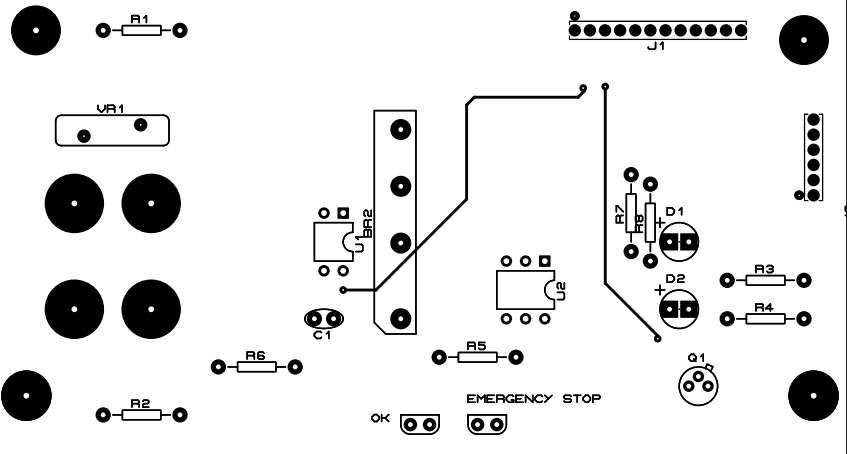 R1
J1
VR1
BR2
U1
R7
R8
+
D1
D2
+
R3
R4
U2
C1
R6
R5
Q1
R2
OK
EMERGENCY STOP